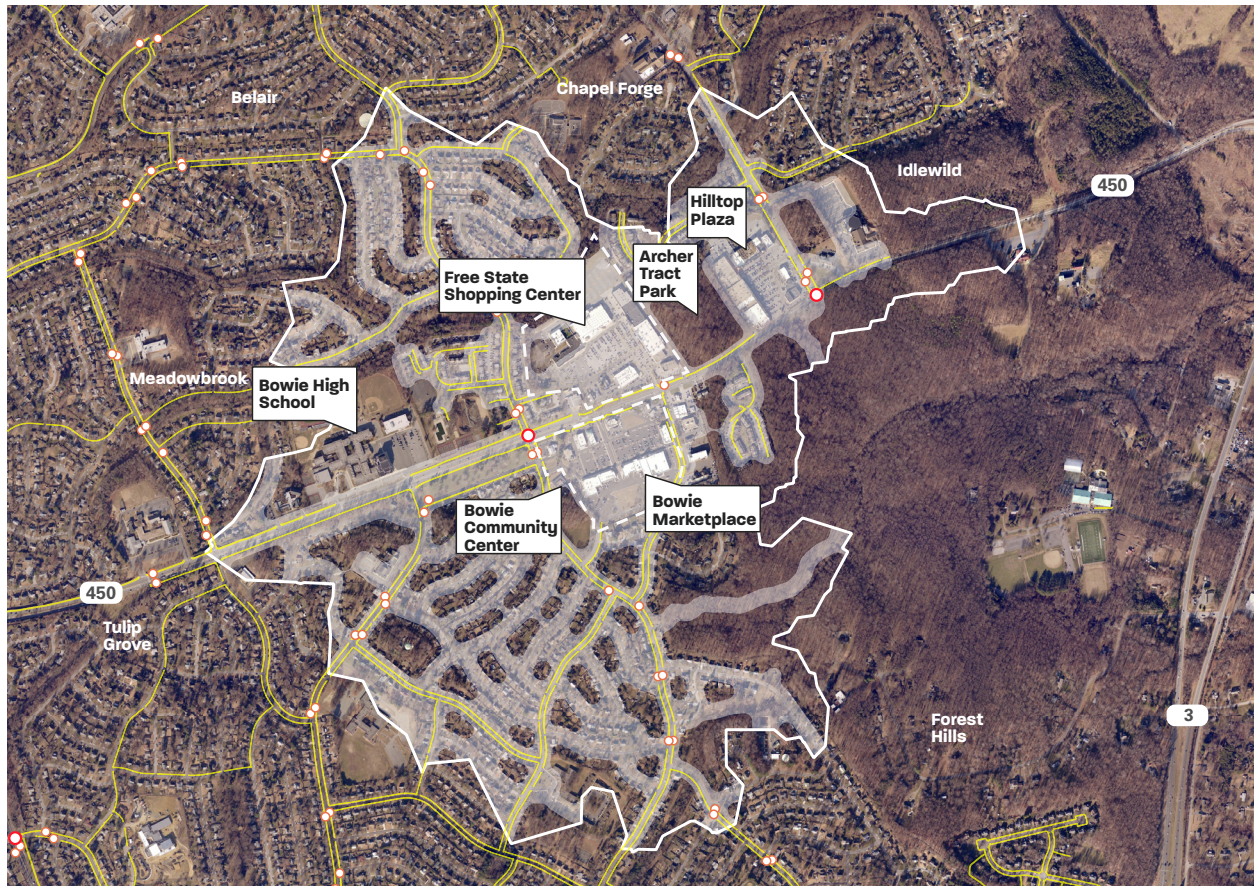 Belair
Chapel Forge
Idlewild
450
Hilltop
Plaza
Archer
Tract
Park
Free State
Shopping Center
Meadowbrook
Bowie High
School
Bowie
Community
Center
Bowie
Marketplace
450
Tulip
Grove
Forest
Hills
3